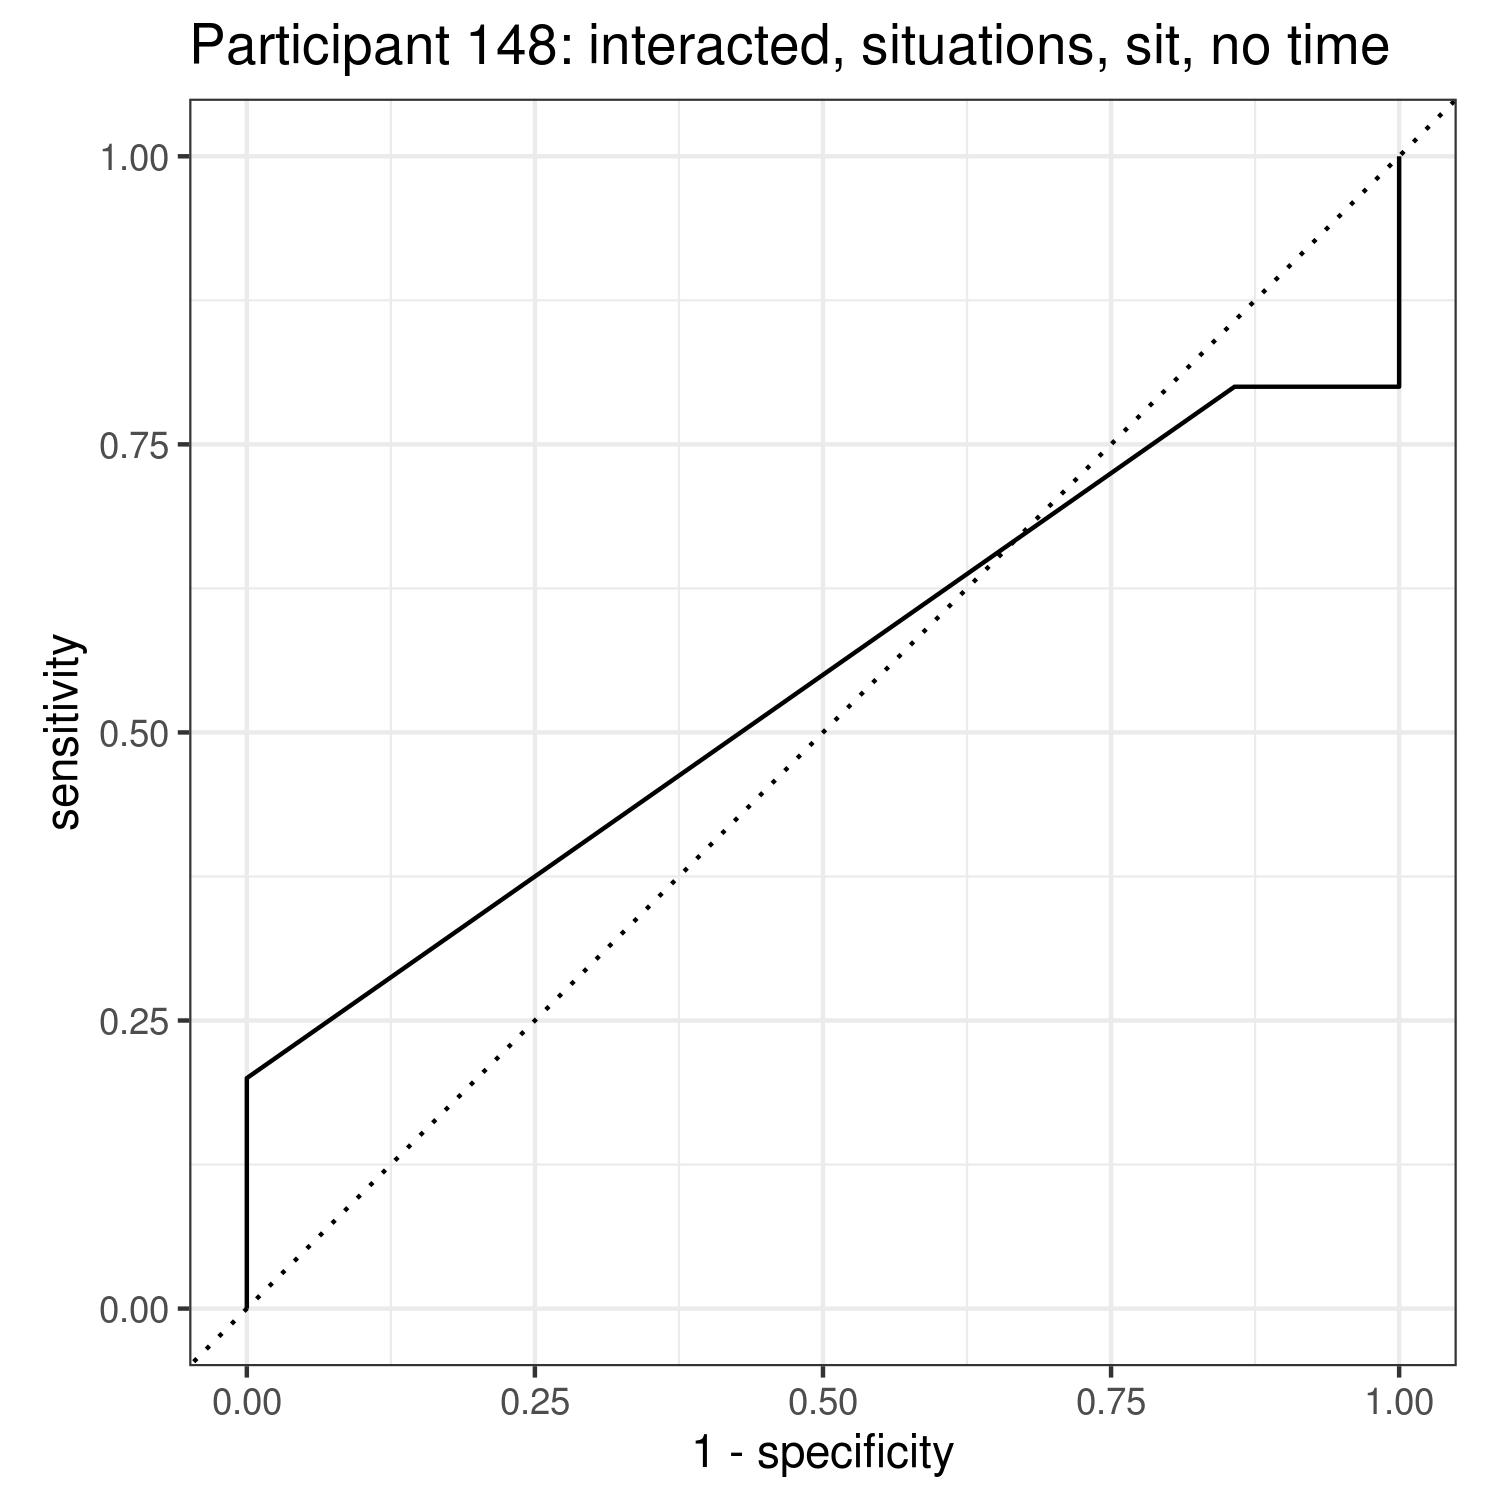 Participant 148: interacted, situations, sit, no time
1.00
0.75
0.50
0.25
0.00
sensitivity
0.00 0.25 0.50 0.75 1.00
1 - specificity